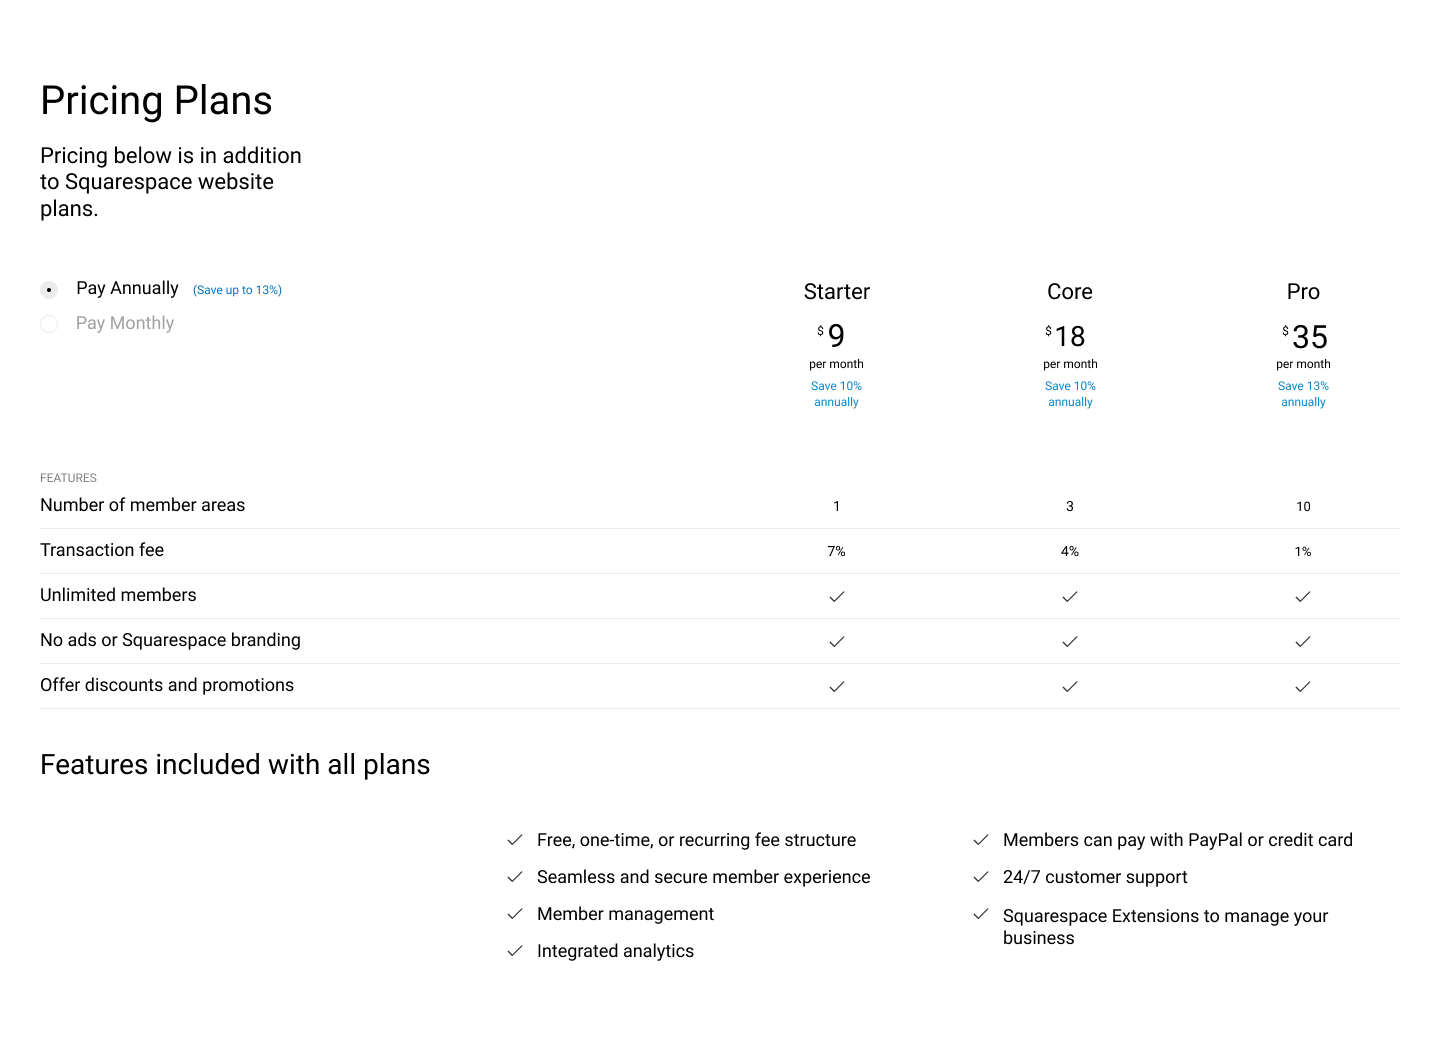 Pricing Plans
Pricing below is in addition
to Squarespace website
plans.
Pay Annually (Save up to 13%)
Pay Monthly
Starter Core Pro
$ 9 $ 18 $ 35
per month per month per month
Save 10% Save 10% Save 13%
annually annually annually
FEATURES
Number of member areas 1 3 10
Transaction fee 7% 4% 1%
Unlimited members
No ads or Squarespace branding
Offer discounts and promotions
Features included with all plans
Free, one-time, or recurring fee structure
Seamless and secure member experience
Member management
Integrated analytics
Members can pay with PayPal or credit card
24/7 customer support
Squarespace Extensions to manage your
business